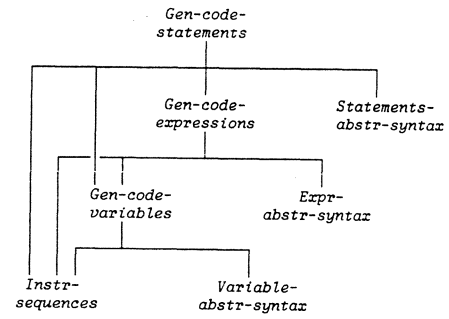 Gen-code-
statements
Gen-code-
expressions
Statements-
abstr-syntax
Gen-code-
variables
Expr-
abstr-syntax
Instr-
sequences
Variable-
abstr-syntax